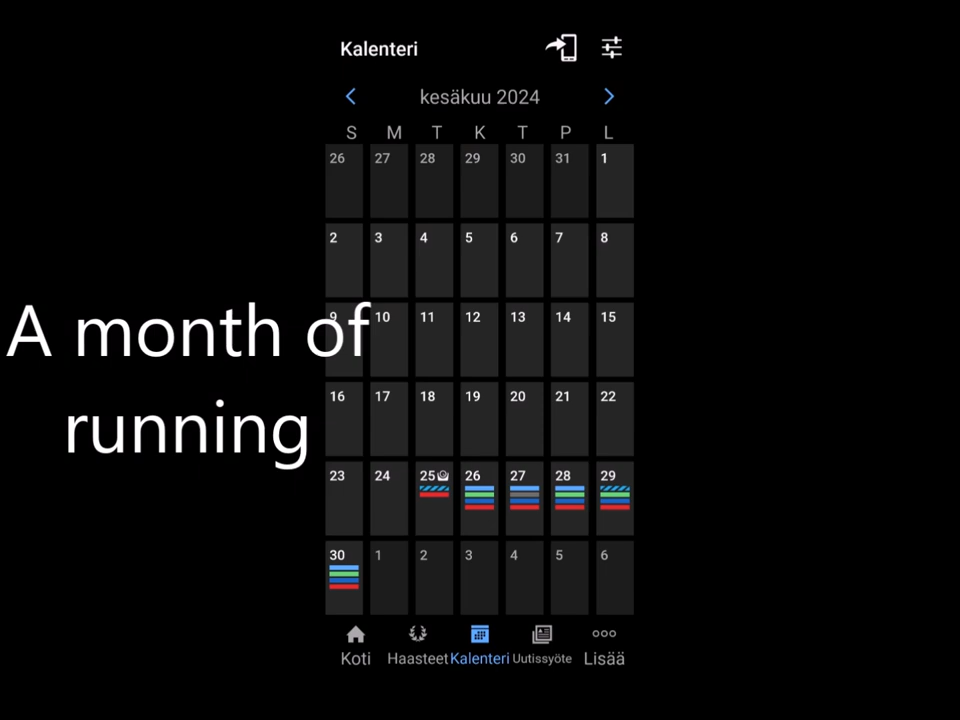 Kalenteri
kesäkuu 2024
S M T K T P L
26 27 28 29 30 31 1
2 3 4 5 6 7 8
9 10 11 12 13 14 15
A month of
running
16 17 18 19 20 21 22
23 24 25 26 27 28 29
30 1 2 3 4 5 6
Koti Haasteet Kalenteri Uutissyöte Lisää